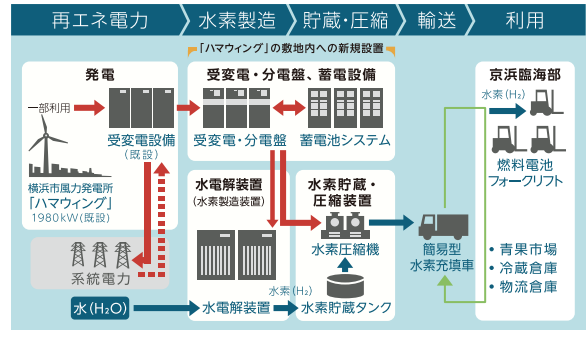 再エネ電力
水素製造
貯蔵・圧縮
輸送
利用
「ハマウィング」の敷地内への新規設置
発電
一部利用
受変電設備
(既設)
横浜市風力発電所
「ハマウィング」
1980kW(既設)
系統電力
水(H₂O)
受変電・分電盤、蓄電設備
受変電・分電盤
蓄電池システム
水電解装置
(水素製造装置)
水電解装置
水素(H₂)
水素貯蔵・
圧縮装置
水素圧縮機
水素貯蔵タンク
簡易型
水素充填車
京浜臨海部
水素(H₂)
燃料電池
フォークリフト
・青果市場
・冷蔵倉庫
・物流倉庫